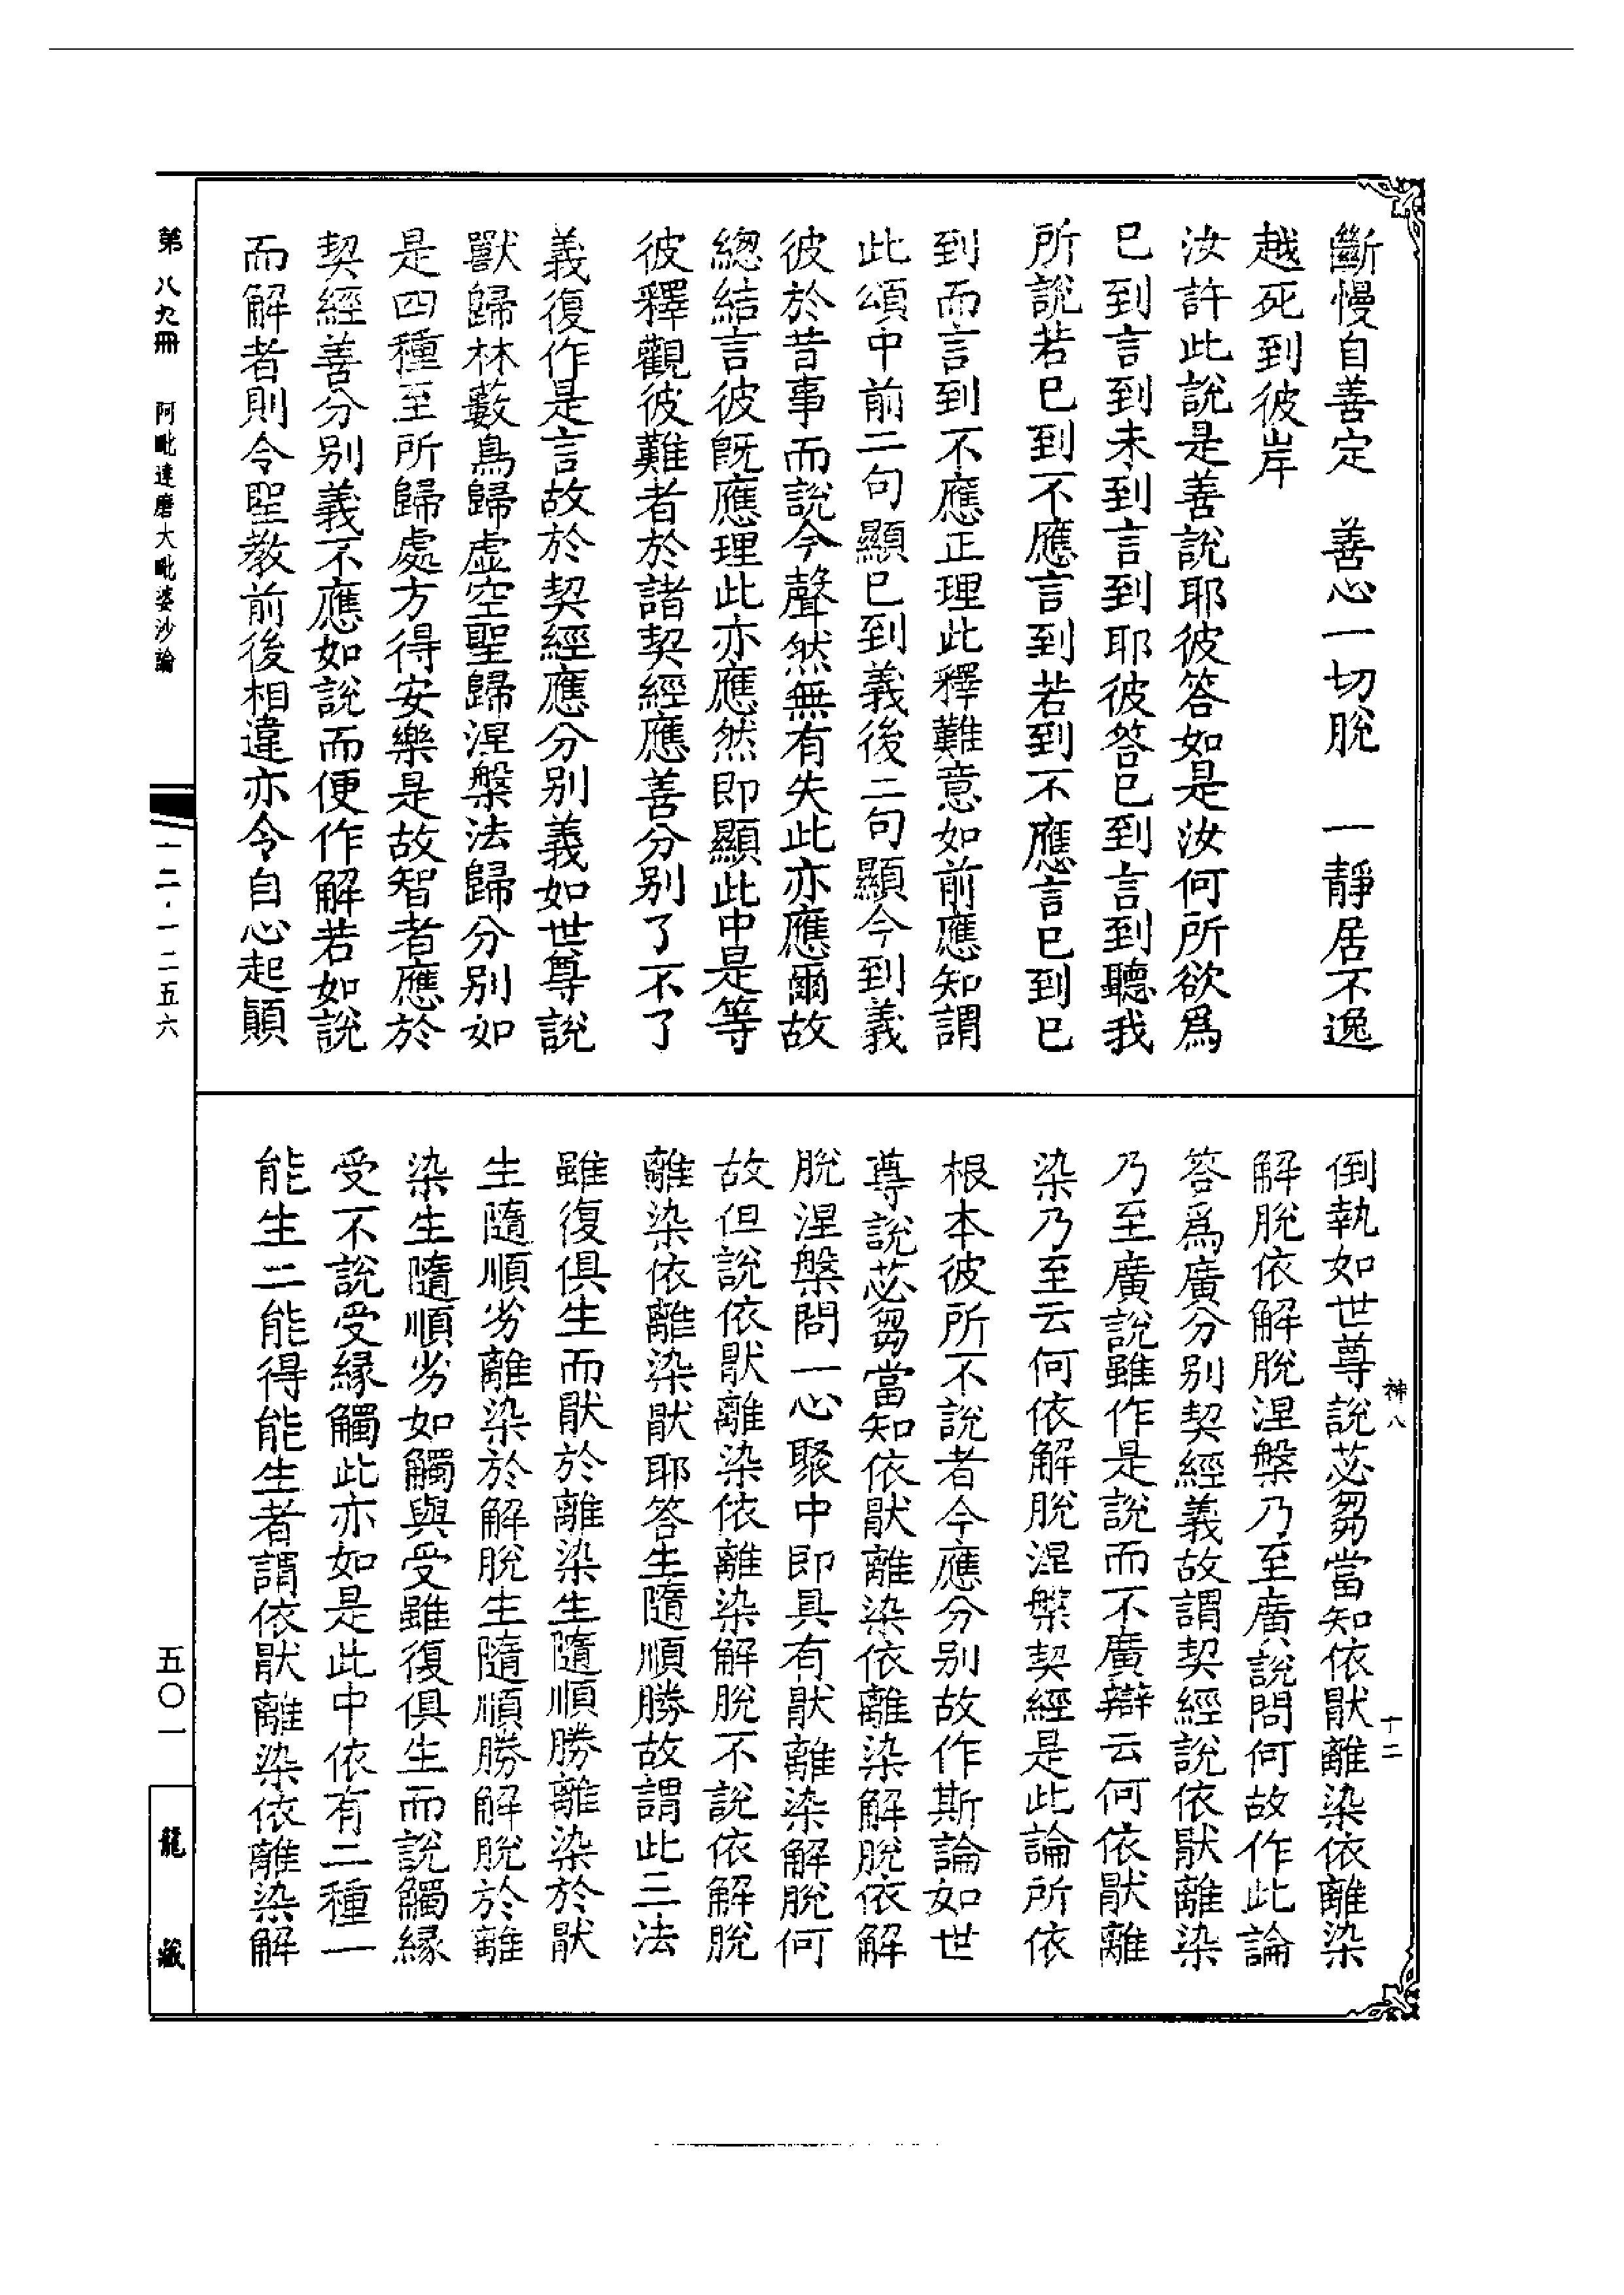 斷慢自善定　善心一切脫　一靜居不逸
越死到彼岸
汝許此說是善說耶彼答如是汝何所欲爲
已到言到未到言到耶彼答已到言到聽我
所說若已到不應言到若到不應言已到已
到而言到不應正理此釋難意如前應知謂
此頌中前二句顯已到義後二句顯今到義
彼於昔事而說今聲然無有失此亦應爾故
總結言彼旣應理此亦應然即顯此中是等
彼釋觀彼難者於諸契經應善分別了不了
義復作是言故於契經應分別義如世尊說
獸歸林藪鳥歸虛空聖歸涅槃法歸分別如
是四種至所歸處方得安樂是故智者應於
契經善分別義不應如說而便作解若如說
而解者則令聖教前後相違亦令自心起顛
倒執如世尊說苾芻當知依猒離染依離染
解脫依解脫涅槃乃至廣說問何故作此論
答爲廣分別契經義故謂契經說依猒離染
乃至廣說雖作是說而不廣辯云何依猒離
染乃至云何依解脫涅槃契經是此論所依
根本彼所不說者今應分別故作斯論如世
尊說苾芻當知依猒離染依離染解脫依解
脫涅槃問一心聚中即具有猒離染解脫何
故但說依猒離染依離染解脫不說依解脫
離染依離染猒耶答生隨順勝故謂此三法
雖復俱生而猒於離染生隨順勝離染於猒
生隨順劣離染於解脫生隨順勝解脫於離
染生隨順劣如觸與受雖復俱生而說觸緣
受不說受緣觸此亦如是此中依有二種一
能生二能得能生者謂依猒離染依離染解
神八
十二
第八九冊　阿毗達磨大毗婆沙論
一二·一二五六
五〇一
龍藏